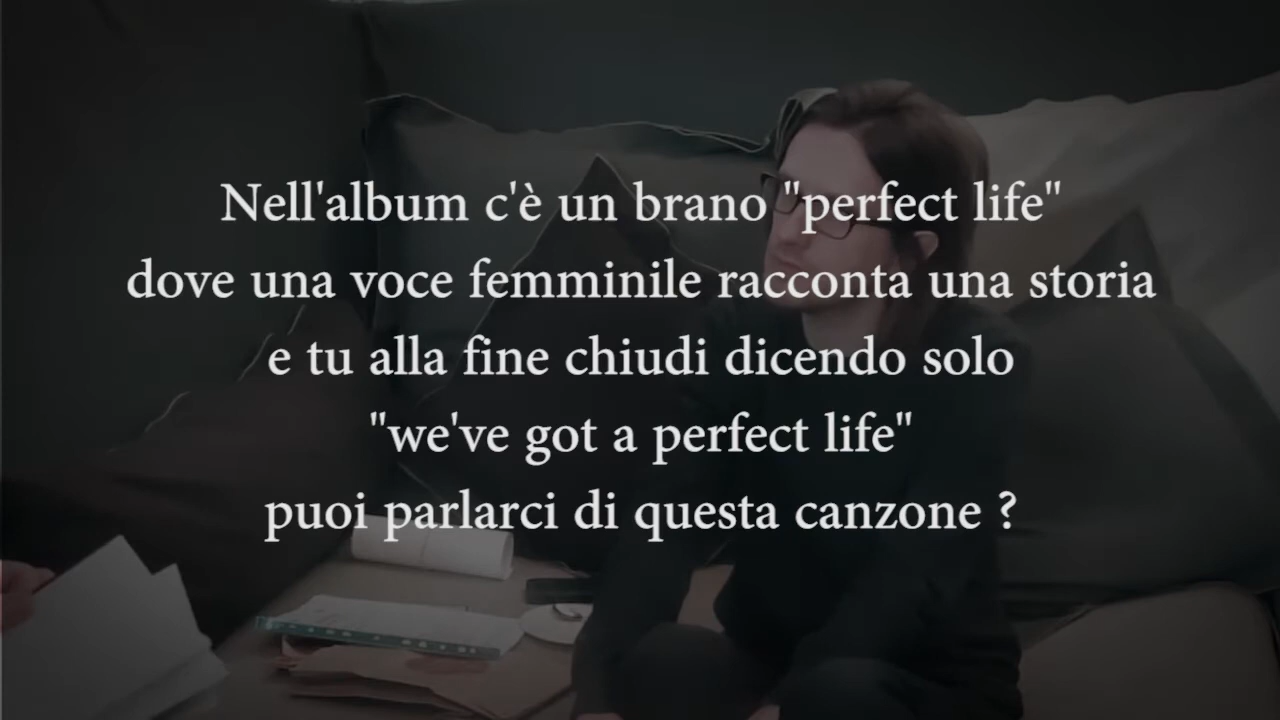 Nell'album c'è un brano "perfect life"
dove una voce femminile racconta una storia
e tu alla fine chiudi dicendo solo
"we've got a perfect life"
puoi parlarci di questa canzone ?